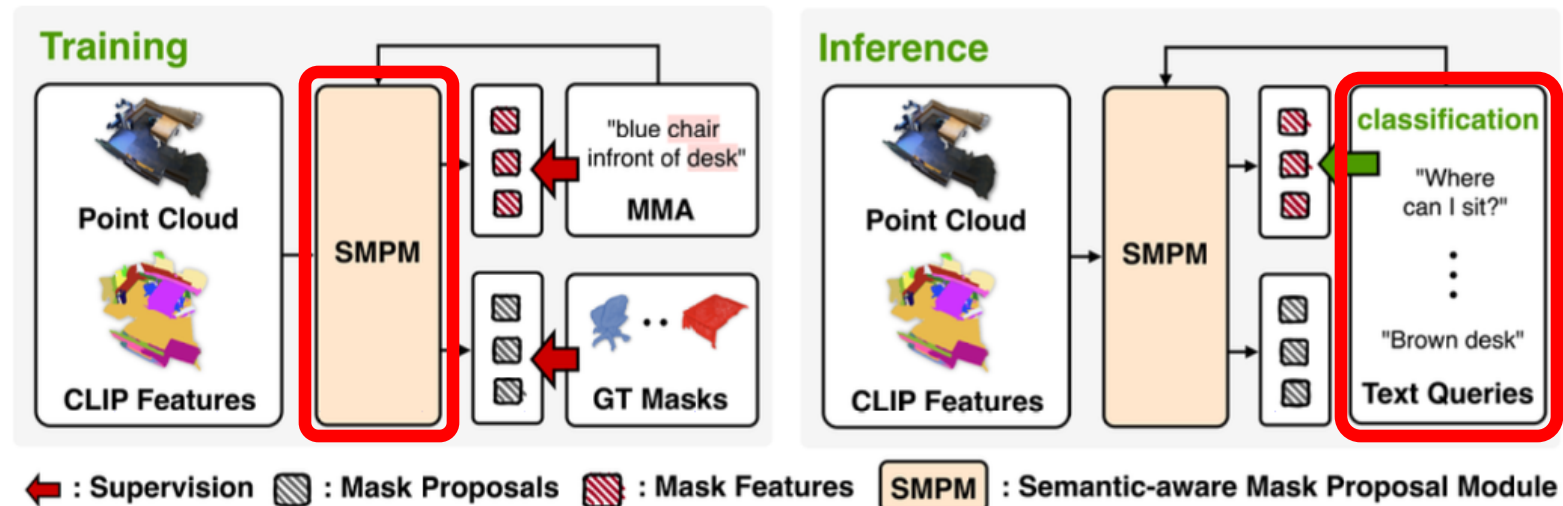 Training
Point Cloud
CLIP Features
SMPM
"blue chair
infront of desk"
MMA
GT Masks
Inference
Point Cloud
CLIP Features
SMPM
classification
"Where
can I sit?"
"Brown desk"
Text Queries
: Supervision : Mask Proposals : Mask Features SMPM : Semantic-aware Mask Proposal Module